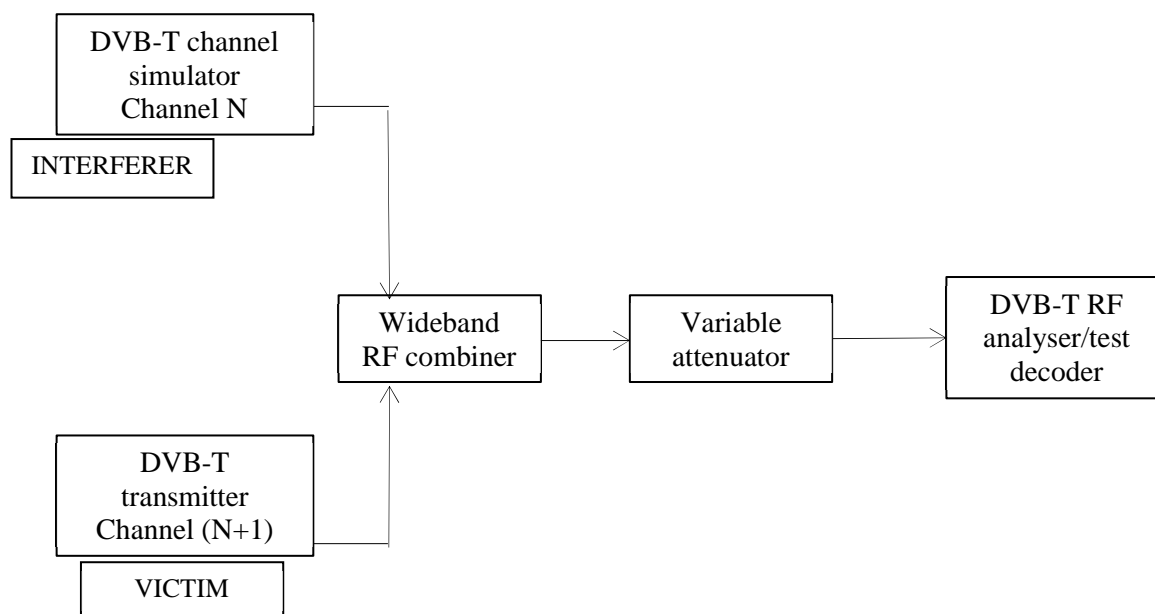 DVB-T channel
simulator
Channel N
INTERFERER
Wideband
RF combiner
Variable
attenuator
DVB-T RF
analyser/test
decoder
DVB-T
transmitter
Channel (N+1)
VICTIM